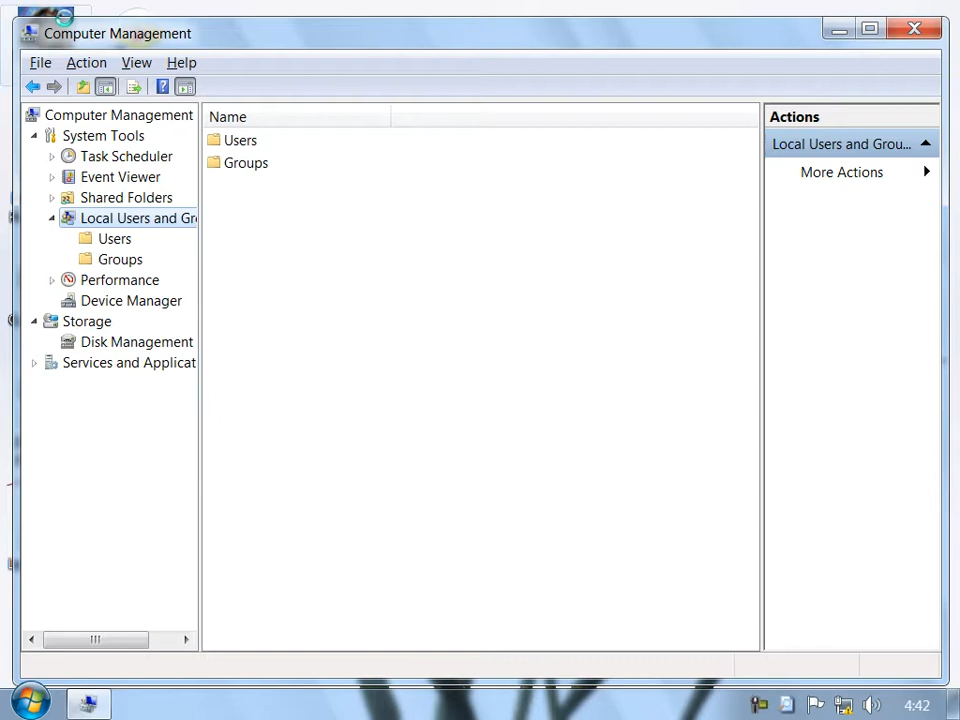 Computer Management
File Action View Help
Computer Management
System Tools
Task Scheduler
Event Viewer
Shared Folders
Local Users and Gr
Users
Groups
Performance
Device Manager
Storage
Disk Management
Services and Applicat
Name
Users
Groups
Actions
Local Users and Grou...
More Actions
4:42